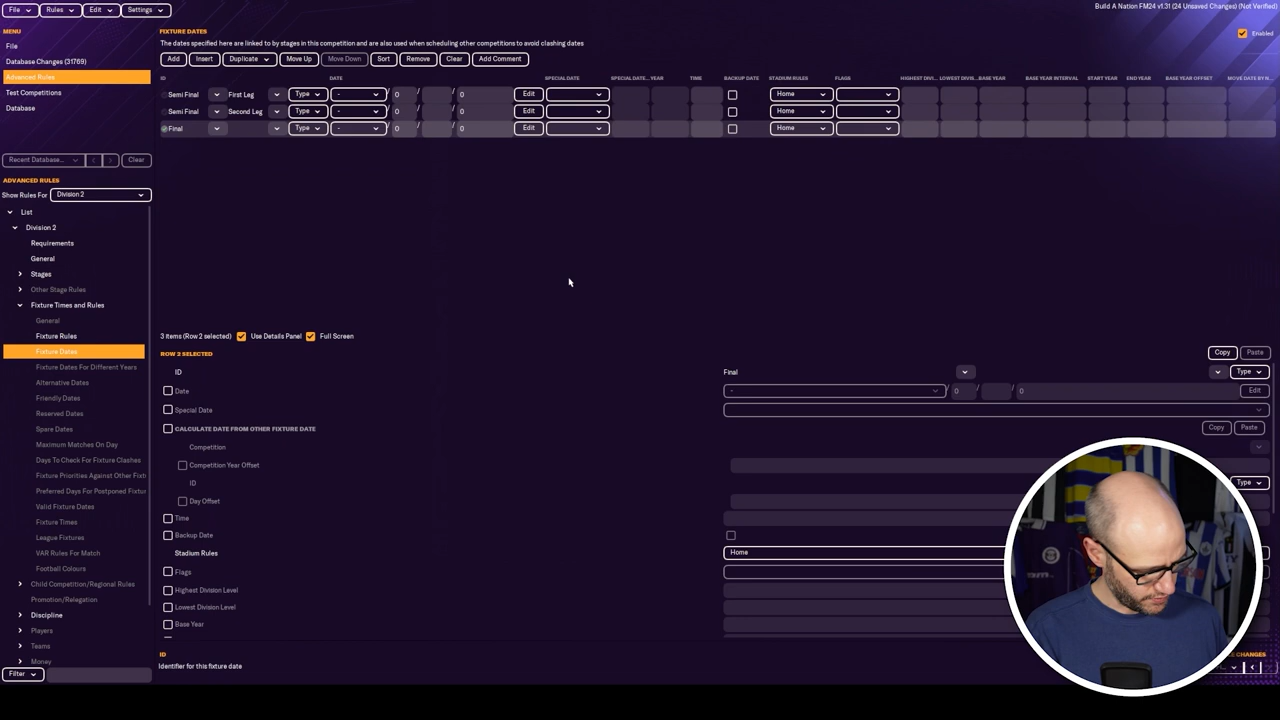 File Rules Edit Settings Build A Nation FM24 v1.31 (24 Unsaved Changes) (Not Verified)
MENU
File
Database Changes (31769)
Advanced Rules
Test Competitions
Database
Recent Database... Clear
ADVANCED RULES
Show Rules For Division 2
List
Division 2
Requirements
General
Stages
Other Stage Rules
Fixture Times and Rules
General
Fixture Rules
Fixture Dates
Fixture Dates For Different Years
Alternative Dates
Friendly Dates
Reserved Dates
Spare Dates
Maximum Matches On Day
Days To Check For Fixture Clashes
Fixture Priorities Against Other Fixt
Preferred Days For Postponed Fixtur
Valid Fixture Dates
Fixture Times
League Fixtures
VAR Rules For Match
Football Colours
Child Competition/Regional Rules
Promotion/Relegation
Discipline
Players
Teams
Money
Filter
FIXTURE DATES
Enabled
The dates specified here are linked to by stages in this competition and are also used when scheduling other competitions to avoid clashing dates
Add Insert Duplicate Move Up Move Down Sort Remove Clear Add Comment
ID DATE SPECIAL DATE SPECIAL DATE... YEAR TIME BACKUP DATE STADIUM RULES FLAGS HIGHEST DIVI... LOWEST DIVIS... BASE YEAR BASE YEAR INTERVAL START YEAR END YEAR BASE YEAR OFFSET MOVE DATE BY N...
Semi Final First Leg Type - / 0 / / 0 Edit Home
Semi Final Second Leg Type - / 0 / / 0 Edit Home
Final Type - / 0 / / 0 Edit Home
3 items (Row 2 selected) Use Details Panel Full Screen
ROW 2 SELECTED Copy Paste
ID Final Type
Date - / 0 / / 0 Edit
Special Date
CALCULATE DATE FROM OTHER FIXTURE DATE Copy Paste
Competition
Competition Year Offset
ID Type
Day Offset
Time
Backup Date
Stadium Rules Home
Flags
Highest Division Level
Lowest Division Level
Base Year
ID CHANGES
Identifier for this fixture date